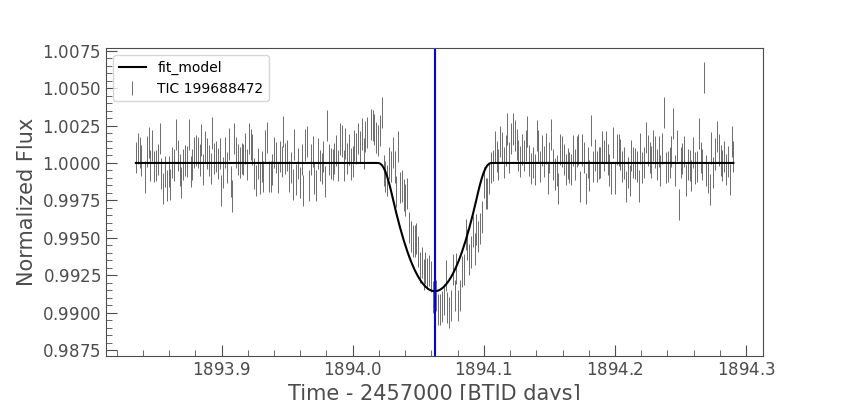 1.0075
1.0050
1.0025
1.0000
0.9975
0.9950
0.9925
0.9900
0.9875
Normalized Flux
fit_model
TIC 199688472
1893.9 1894.0 1894.1 1894.2 1894.3
Time - 2457000 [BTJD days]